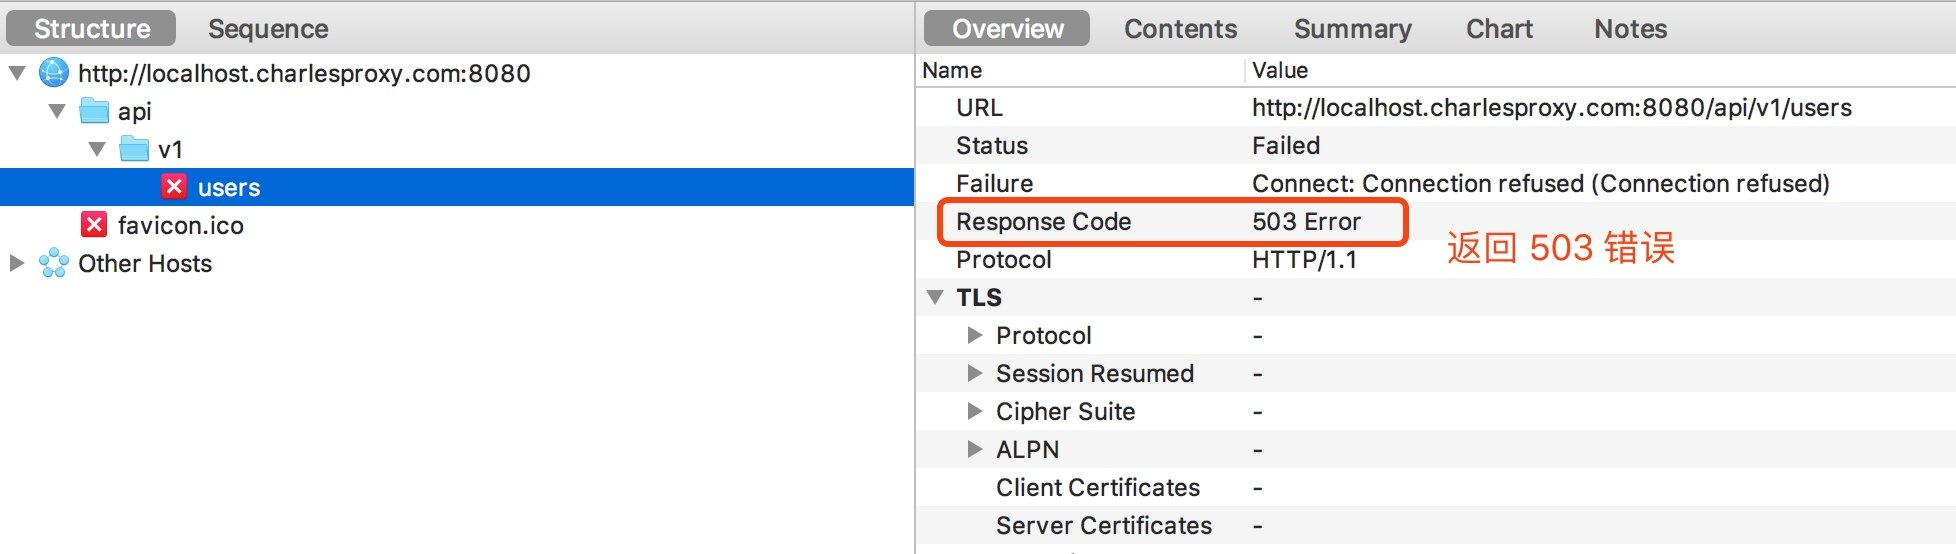 Structure Sequence
http://localhost.charlesproxy.com:8080
api
v1
users
favicon.ico
Other Hosts
Overview Contents Summary Chart Notes
Name Value
URL http://localhost.charlesproxy.com:8080/api/v1/users
Status Failed
Failure Connect: Connection refused (Connection refused)
Response Code 503 Error
返回 503 错误
Protocol HTTP/1.1
TLS -
Protocol -
Session Resumed -
Cipher Suite -
ALPN -
Client Certificates -
Server Certificates -